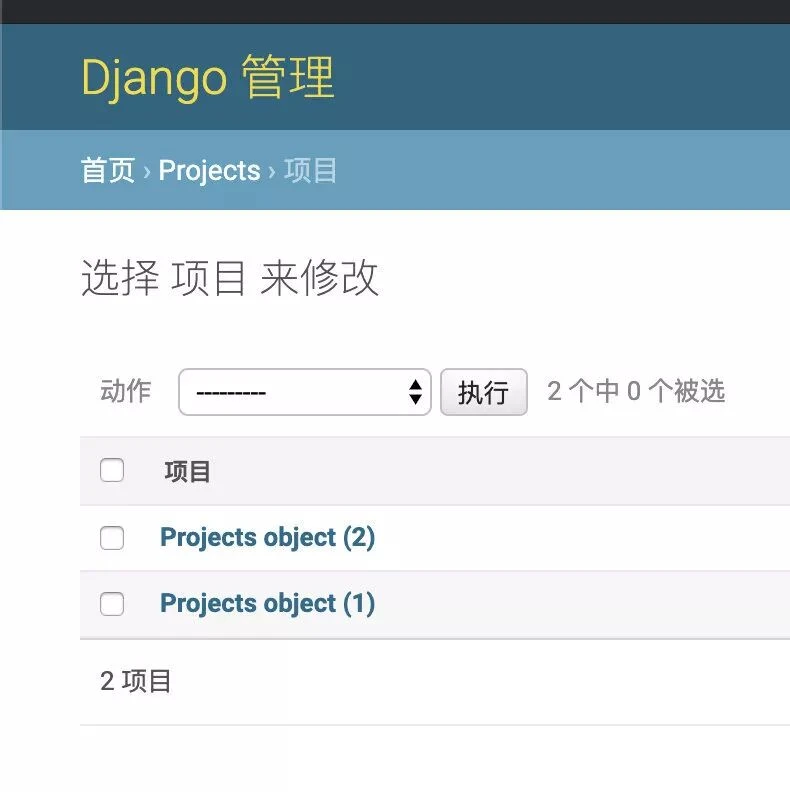 Django 管理
首页 › Projects › 项目
选择 项目 来修改
动作 --------- 执行 2 个中 0 个被选
项目
Projects object (2)
Projects object (1)
2 项目